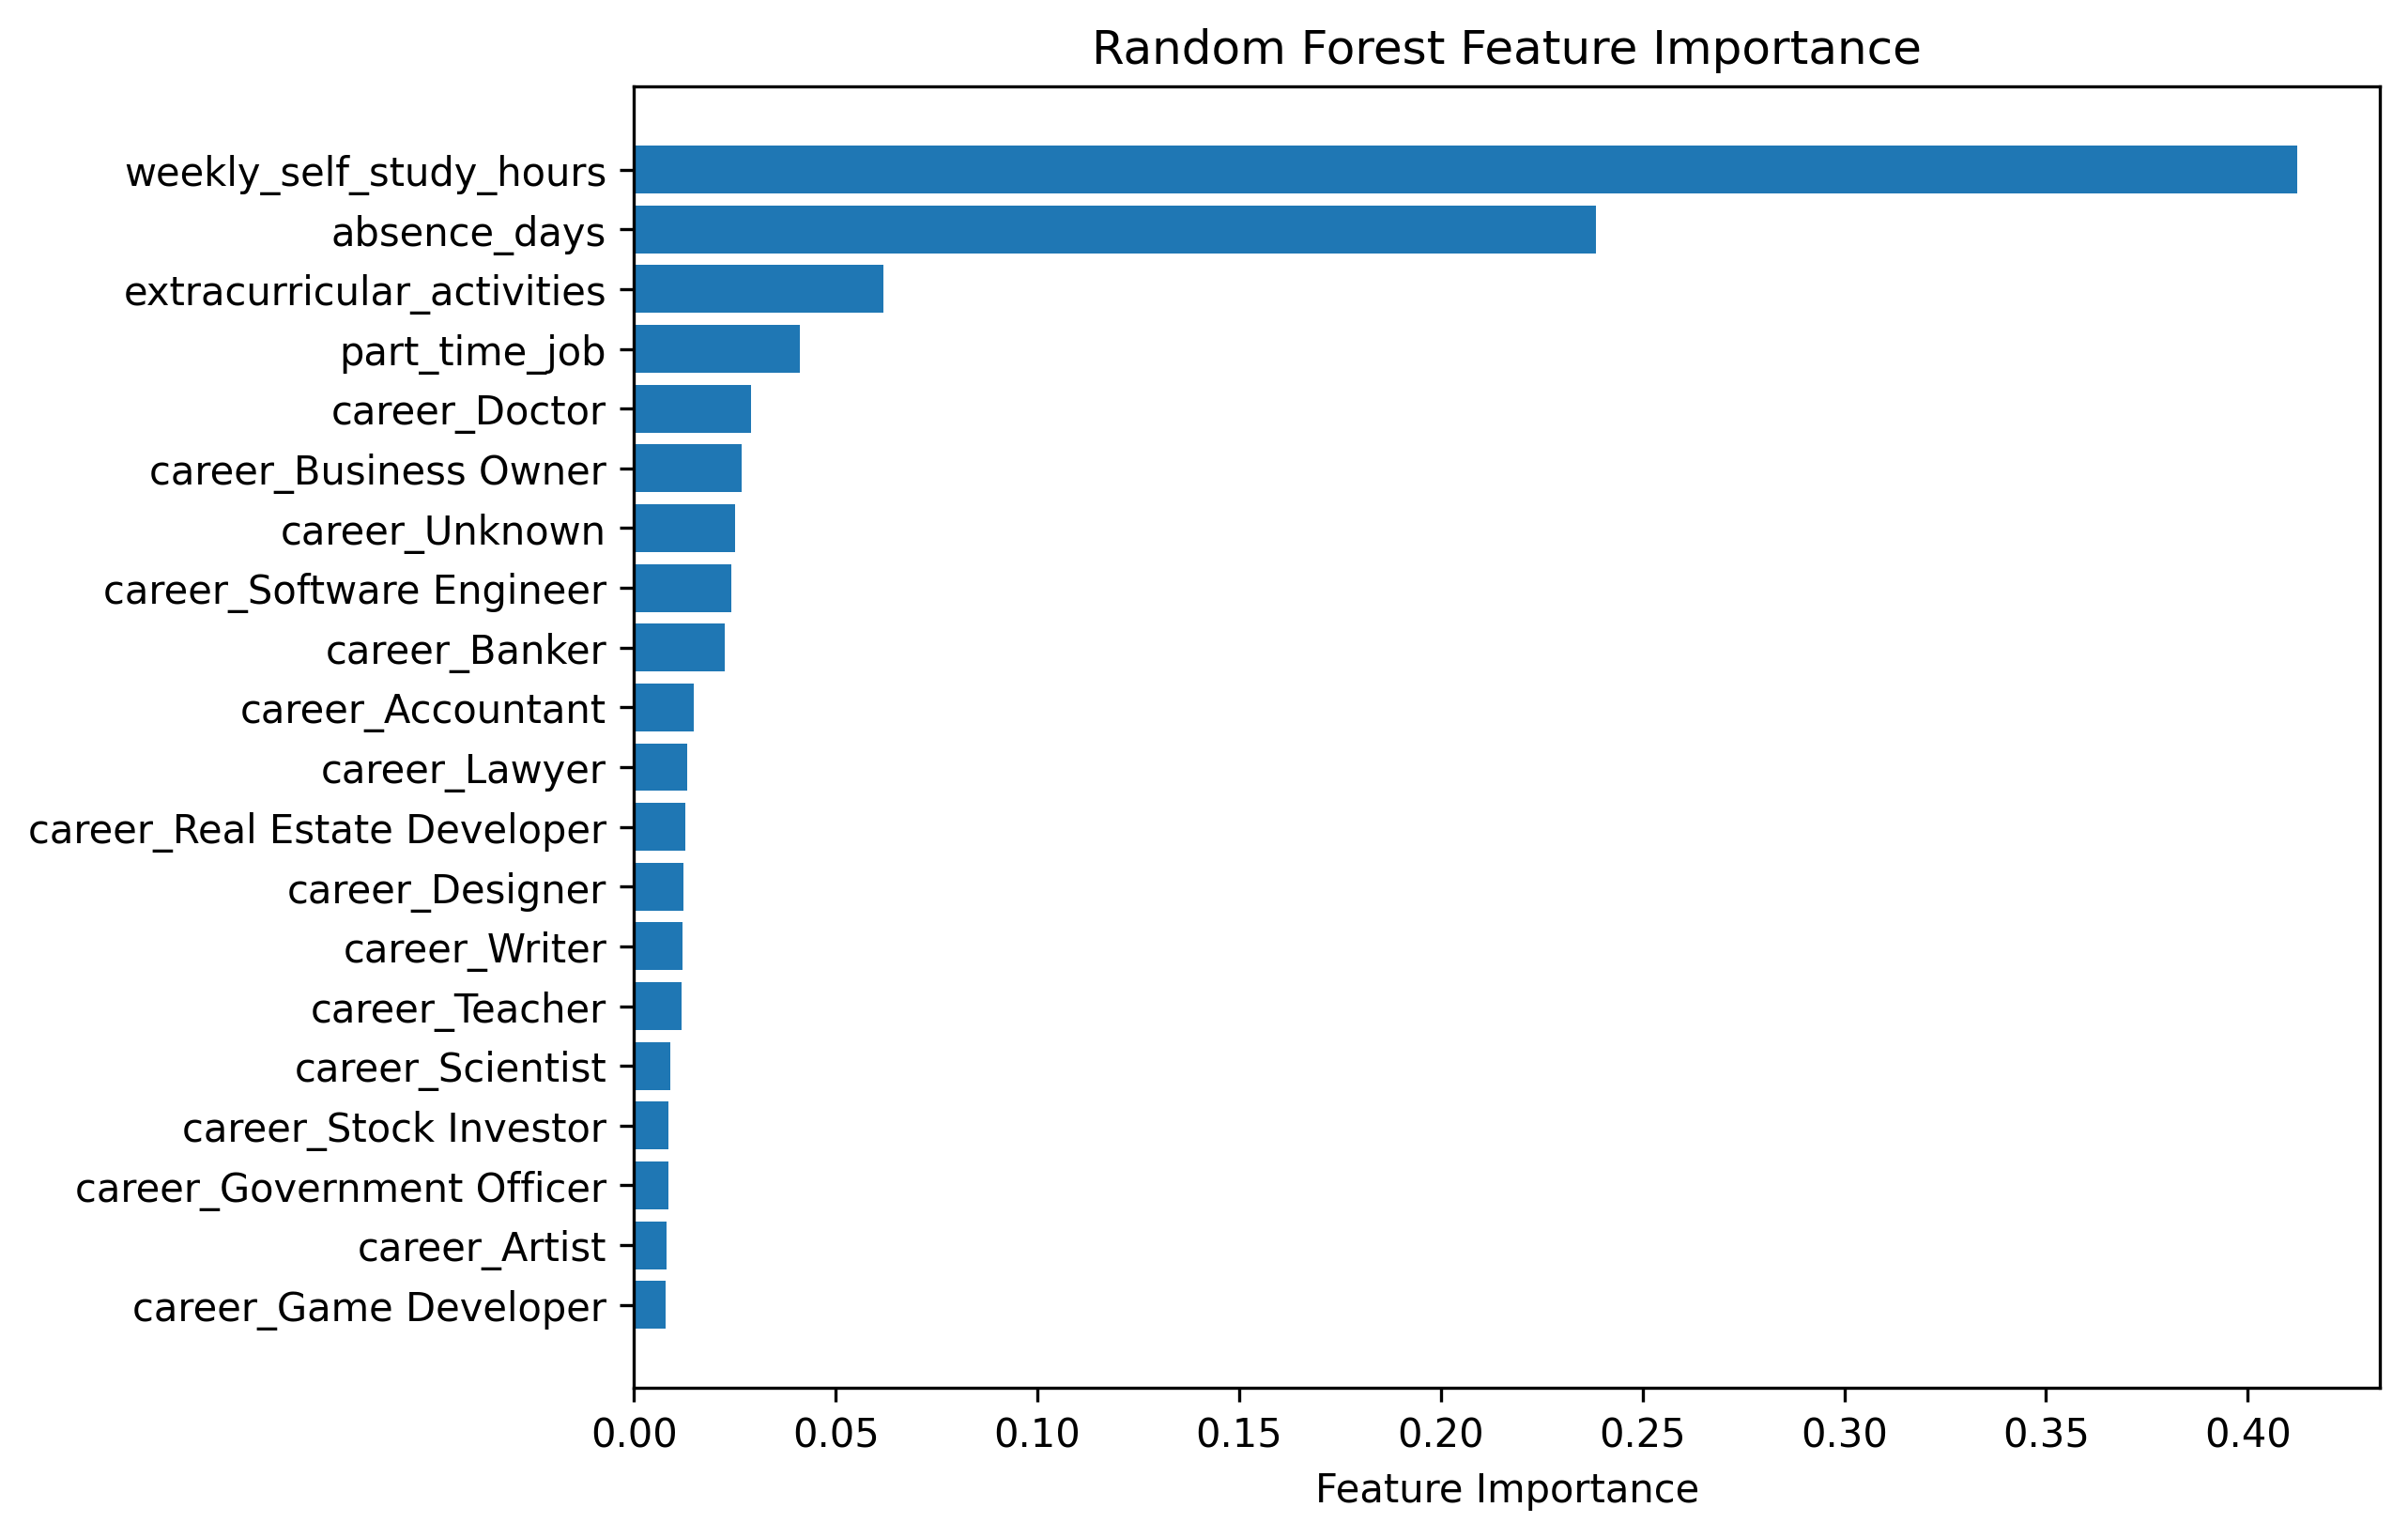 Random Forest Feature Importance
weekly_self_study_hours
absence_days
extracurricular_activities
part_time_job
career_Doctor
career_Business Owner
career_Unknown
career_Software Engineer
career_Banker
career_Accountant
career_Lawyer
career_Real Estate Developer
career_Designer
career_Writer
career_Teacher
career_Scientist
career_Stock Investor
career_Government Officer
career_Artist
career_Game Developer
0.00 0.05 0.10 0.15 0.20 0.25 0.30 0.35 0.40
Feature Importance